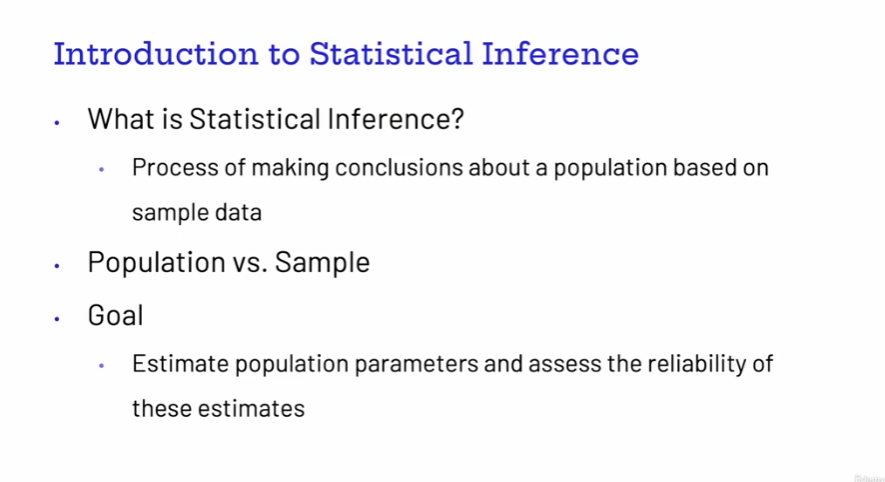 Introduction to Statistical Inference
• What is Statistical Inference?
• Process of making conclusions about a population based on
sample data
• Population vs. Sample
• Goal
• Estimate population parameters and assess the reliability of
these estimates